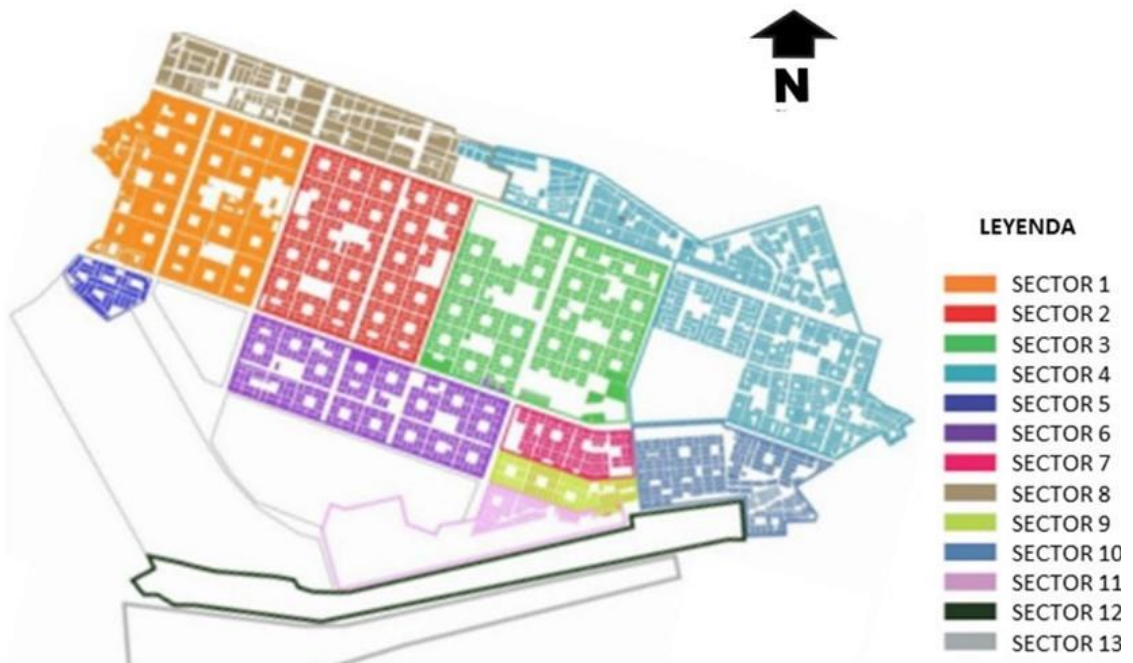 N
LEYENDA
SECTOR 1
SECTOR 2
SECTOR 3
SECTOR 4
SECTOR 5
SECTOR 6
SECTOR 7
SECTOR 8
SECTOR 9
SECTOR 10
SECTOR 11
SECTOR 12
SECTOR 13